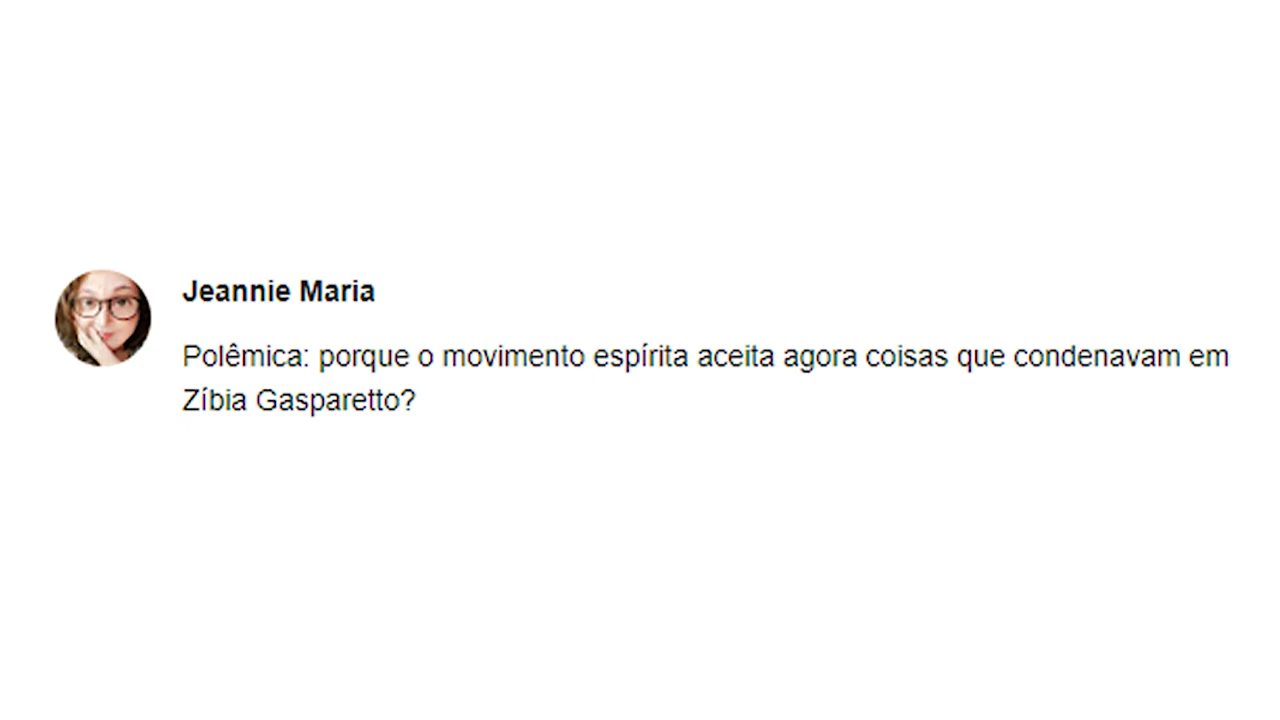 Jeannie Maria
Polêmica: porque o movimento espírita aceita agora coisas que condenavam em
Zíbia Gasparetto?